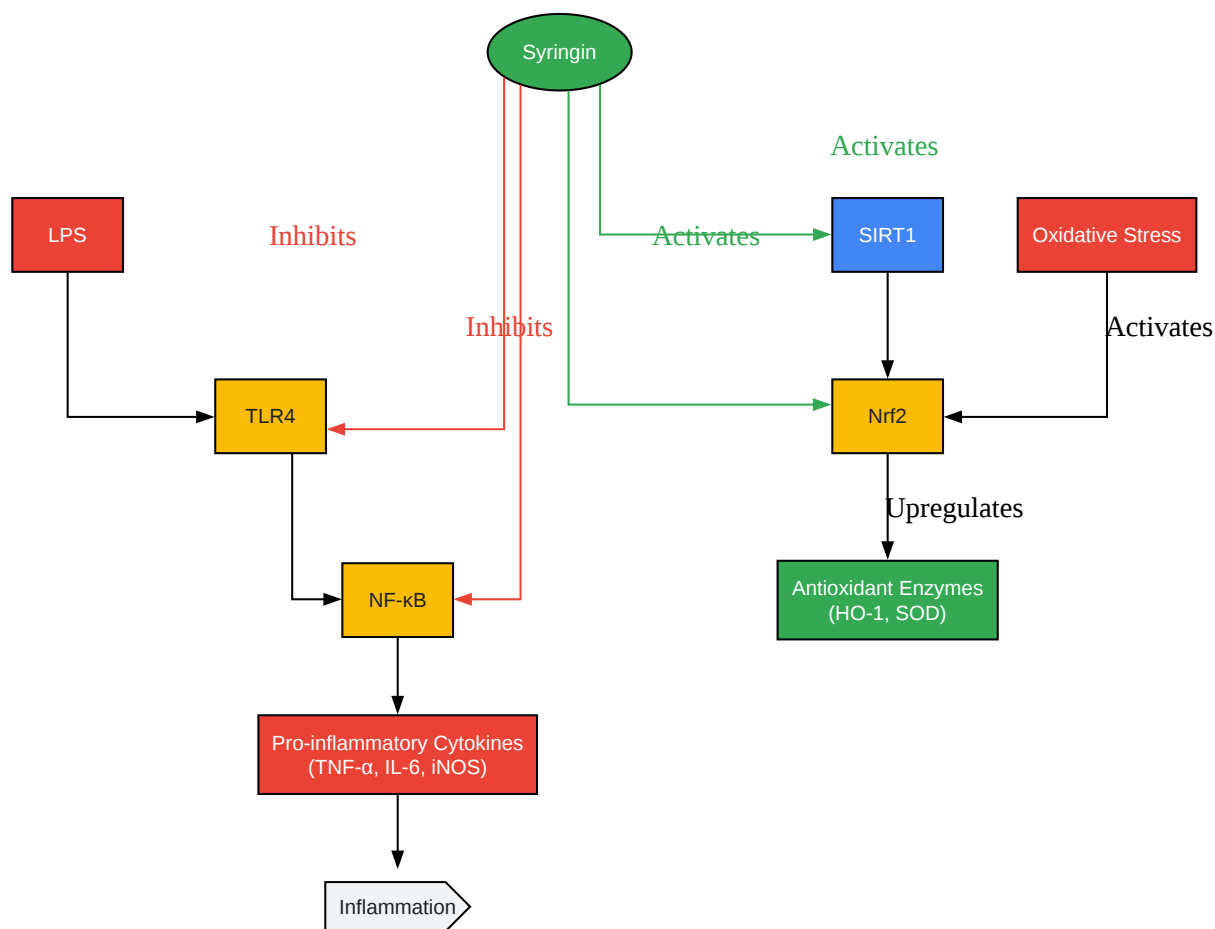 Syringin
Activates
LPS
Inhibits
Activates
SIRT1
Oxidative Stress
Inhibits
Activates
TLR4
Nrf2
Upregulates
NF-κB
Antioxidant Enzymes
(HO-1, SOD)
Pro-inflammatory Cytokines
(TNF-α, IL-6, iNOS)
Inflammation